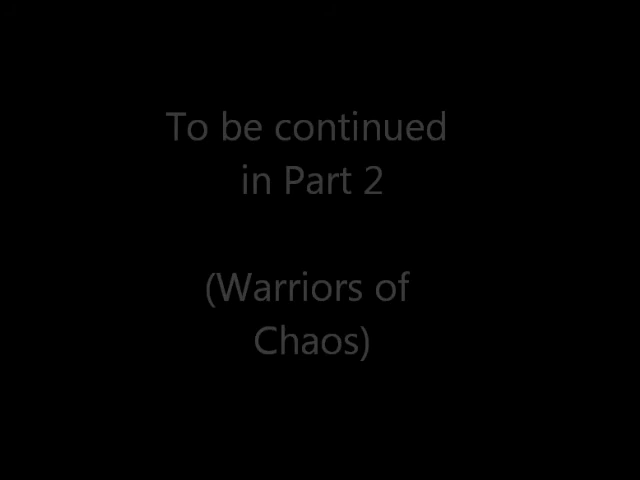 To be continued
in Part 2
(Warriors of
Chaos)